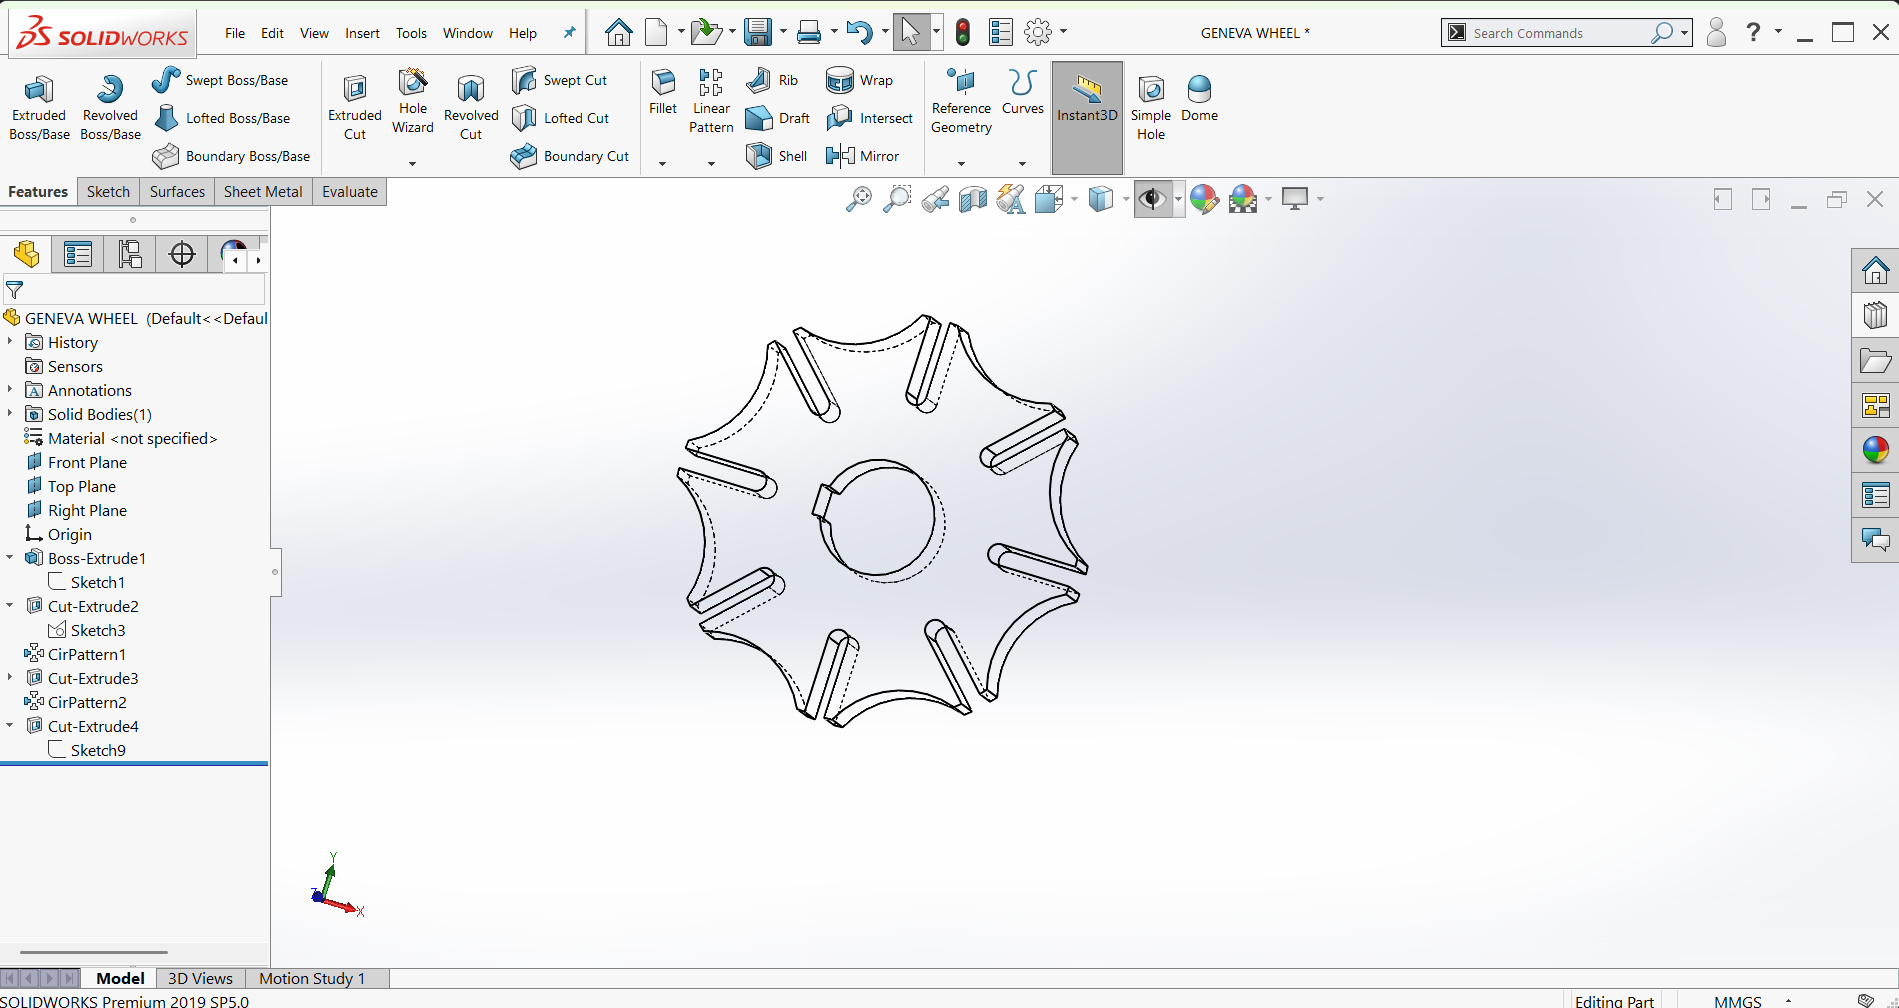 SOLIDWORKS
File Edit View Insert Tools Window Help
GENEVA WHEEL *
Search Commands
?
Extruded Boss/Base
Revolved Boss/Base
Swept Boss/Base
Lofted Boss/Base
Boundary Boss/Base
Extruded Cut
Hole Wizard
Revolved Cut
Swept Cut
Lofted Cut
Boundary Cut
Fillet
Linear Pattern
Rib
Draft
Shell
Wrap
Intersect
Mirror
Reference Geometry
Curves
Instant3D
Simple Hole
Dome
Features Sketch Surfaces Sheet Metal Evaluate
GENEVA WHEEL (Default<<Defaul
History
Sensors
Annotations
Solid Bodies(1)
Material <not specified>
Front Plane
Top Plane
Right Plane
Origin
Boss-Extrude1
Sketch1
Cut-Extrude2
Sketch3
CirPattern1
Cut-Extrude3
CirPattern2
Cut-Extrude4
Sketch9
Y
Z
X
Model 3D Views Motion Study 1
SOLIDWORKS Premium 2019 SP5.0
Editing Part
MMGS